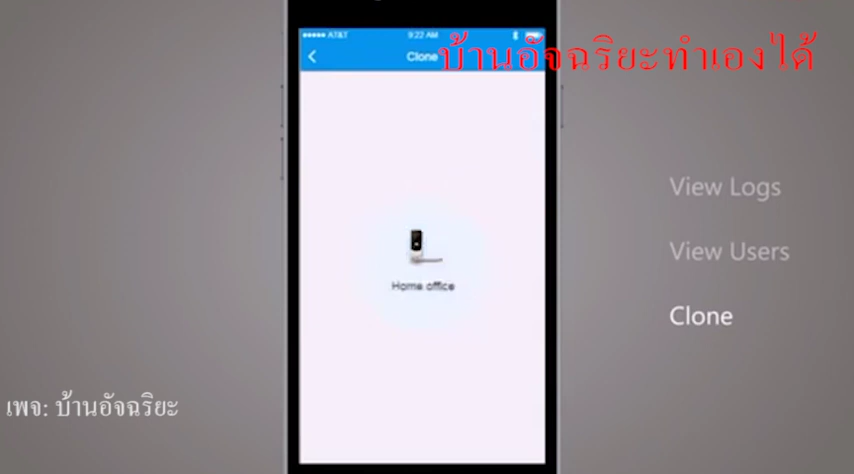 AT&T 9:22 AM
Clone
บ้านอัจฉริยะทำเองได้
View Logs
View Users
Clone
Home office
เพจ: บ้านอัจฉริยะ